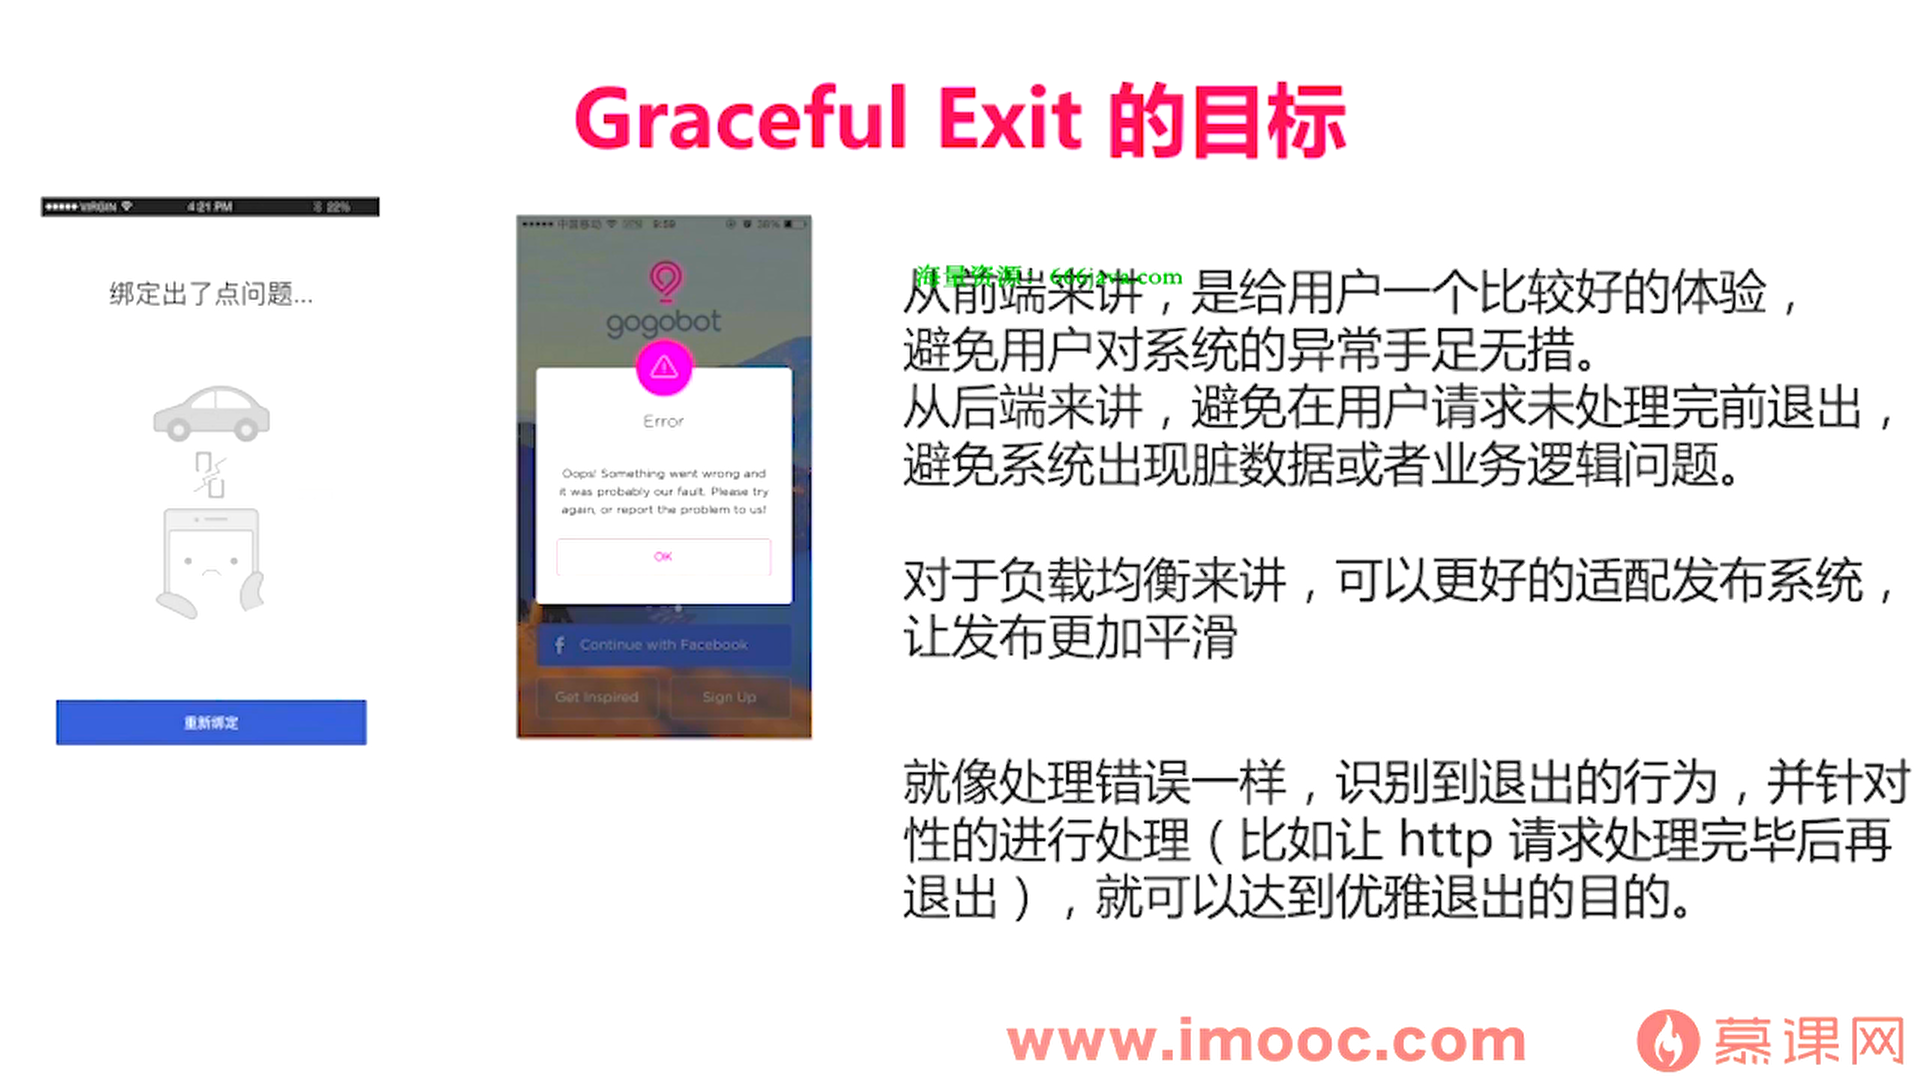 Graceful Exit 的目标
VIRGIN 4:21 PM 22%
绑定出了点问题...
重新绑定
中国移动 9:59 38%
gogobot
Error
Oops! Something went wrong and
it was probably our fault. Please try
again, or report the problem to us!
OK
Continue with Facebook
Get Inspired
Sign Up
海量资源：666java.com
从前端来讲，是给用户一个比较好的体验，
避免用户对系统的异常手足无措。
从后端来讲，避免在用户请求未处理完前退出，
避免系统出现脏数据或者业务逻辑问题。
对于负载均衡来讲，可以更好的适配发布系统，
让发布更加平滑
就像处理错误一样，识别到退出的行为，并针对
性的进行处理（比如让 http 请求处理完毕后再
退出），就可以达到优雅退出的目的。
www.imooc.com
慕课网